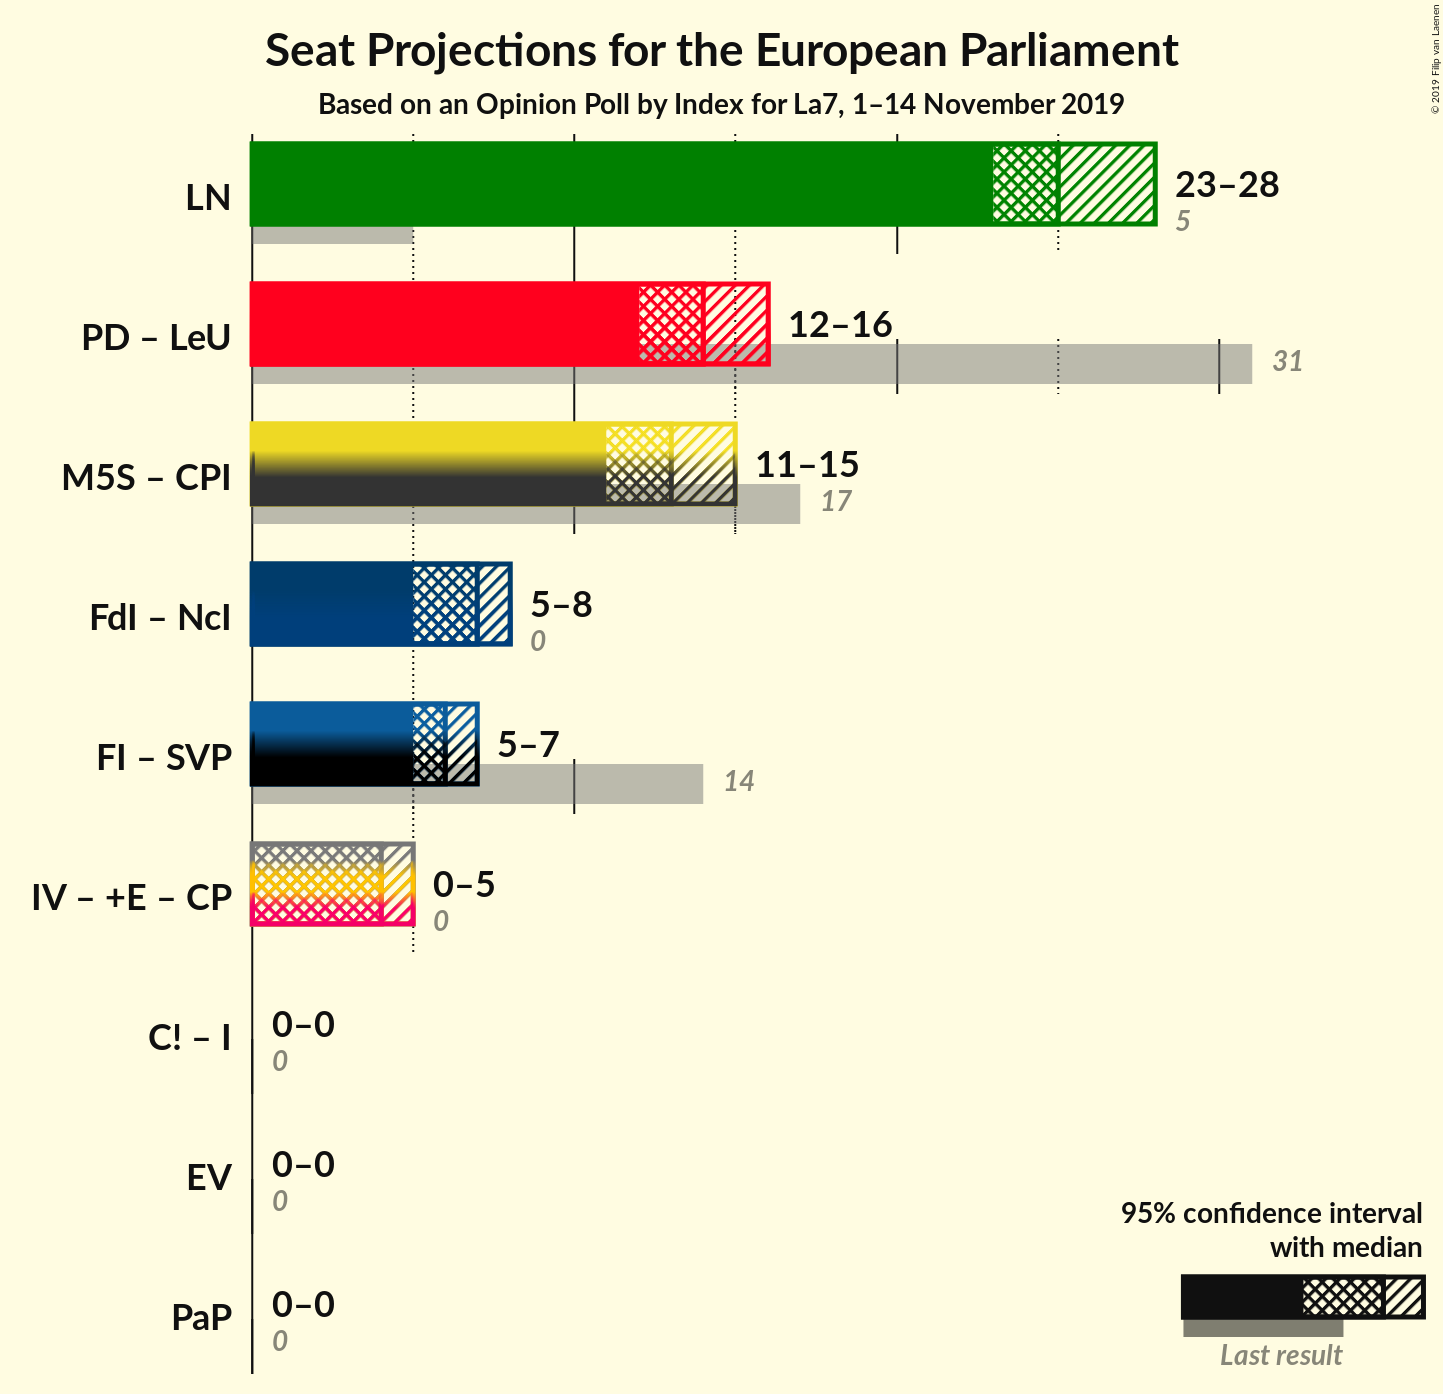 Seat Projections for the European Parliament
Based on an Opinion Poll by Index for La7, 1–14 November 2019
© 2019 Filip van Laenen
LN
23–28
5
PD – LeU
12–16
31
M5S – CPI
11–15
17
FdI – NcI
5–8
0
FI – SVP
5–7
14
IV – +E – CP
0–5
0
C! – I
0–0
0
EV
0–0
0
PaP
0–0
0
95% confidence interval
with median
Last result